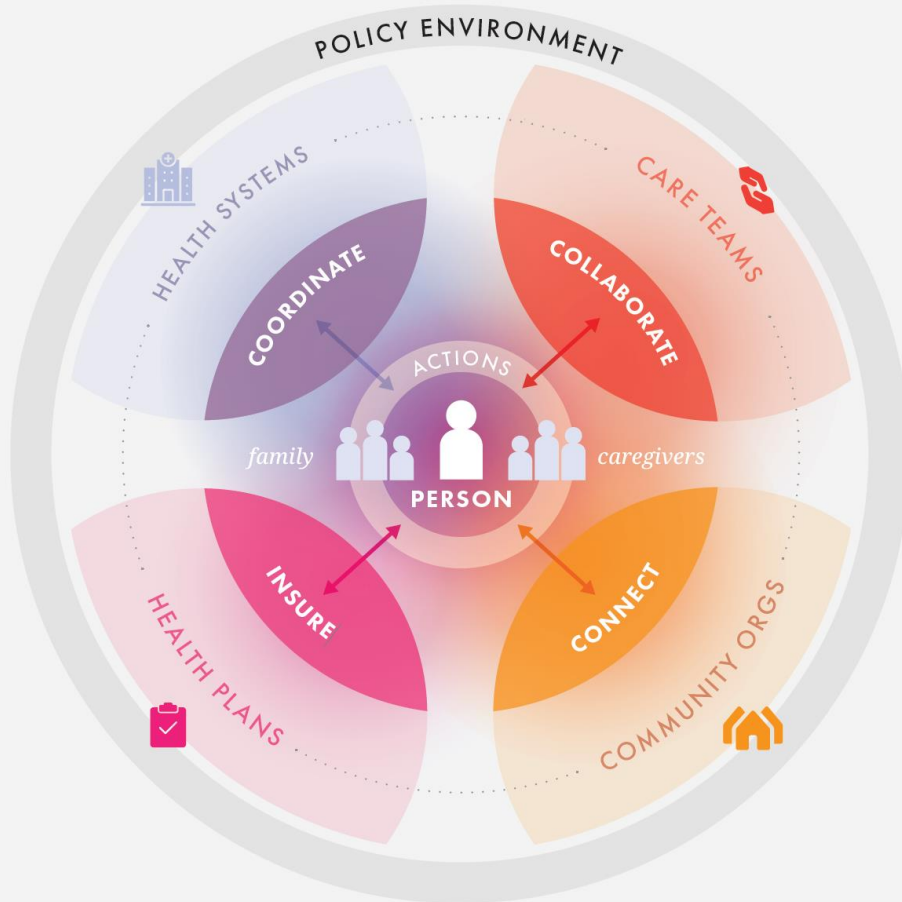 POLICY ENVIRONMENT
HEALTH SYSTEMS
CARE TEAMS
COORDINATE
COLLABORATE
ACTIONS
family
caregivers
PERSON
INSURE
CONNECT
HEALTH PLANS
COMMUNITY ORGS